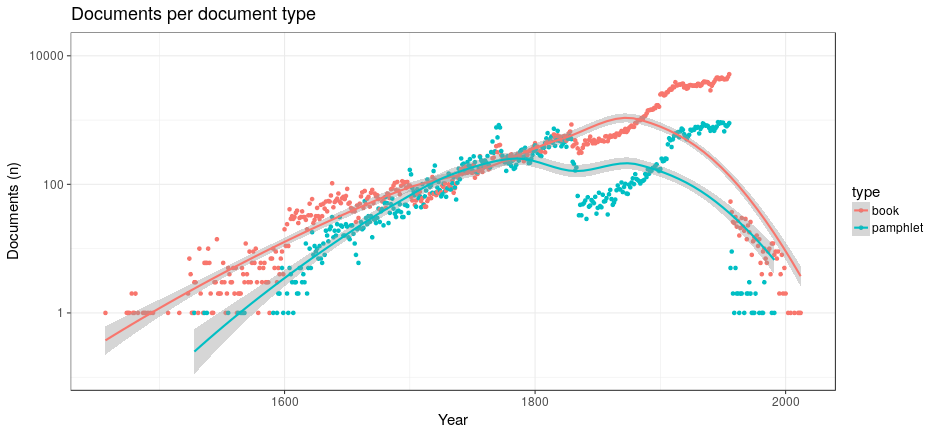 Documents per document type
Documents (n)
10000
100
1
1600
1800
2000
Year
type
book
pamphlet